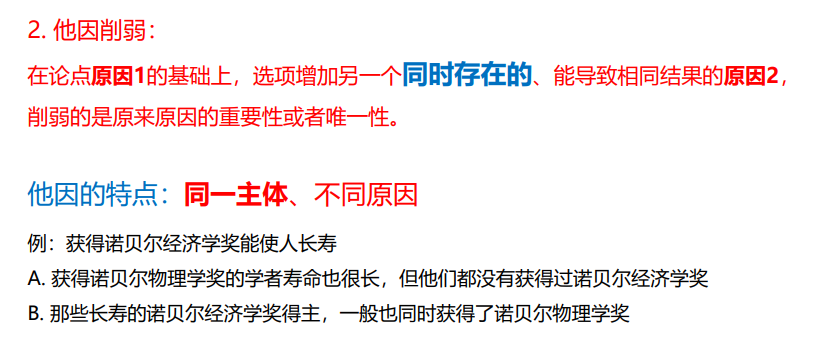 2. 他因削弱：
在论点原因1的基础上，选项增加另一个同时存在的、能导致相同结果的原因2，
削弱的是原来原因的重要性或者唯一性。
他因的特点：同一主体、不同原因
例：获得诺贝尔经济学奖能使人长寿
A. 获得诺贝尔物理学奖的学者寿命也很长，但他们都没有获得过诺贝尔经济学奖
B. 那些长寿的诺贝尔经济学奖得主，一般也同时获得了诺贝尔物理学奖